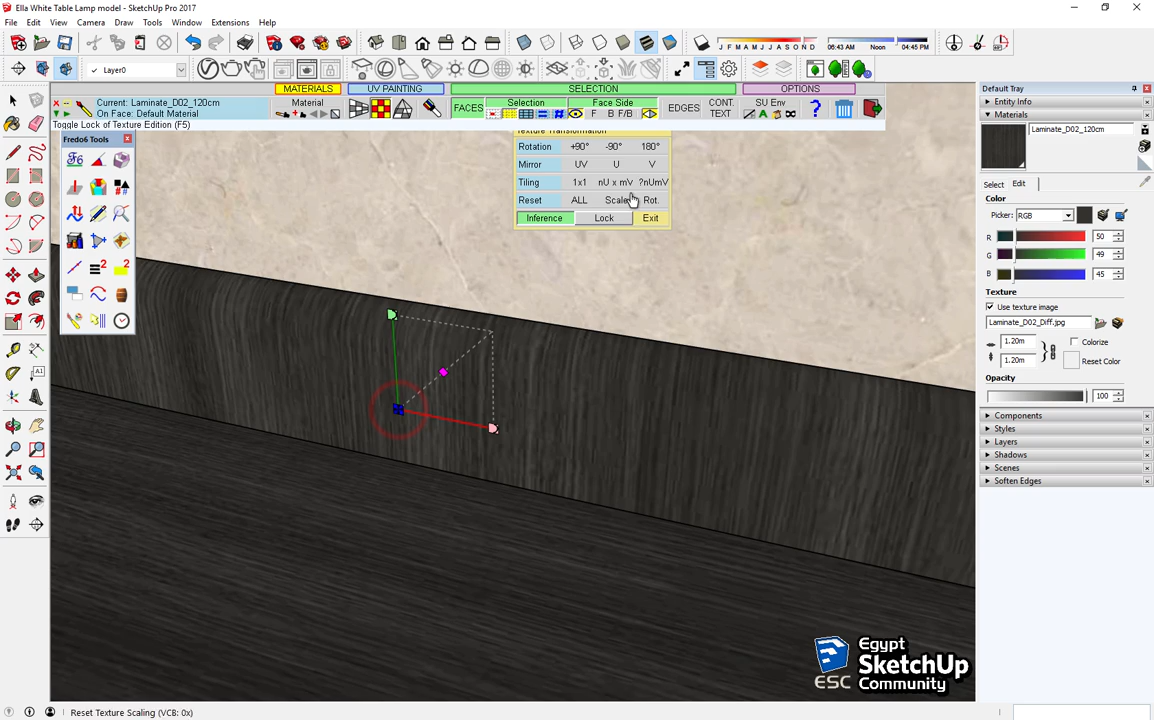 Ella White Table Lamp model - SketchUp Pro 2017
File Edit View Camera Draw Tools Window Extensions Help
J F M A M J J A S O N D 06:43 AM Noon 04:45 PM
Layer0
MATERIALS UV PAINTING SELECTION OPTIONS
Current: Laminate_D02_120cm
On Face: Default Material
Material
FACES
Selection
Face Side
F B F/B
EDGES
CONT.
TEXT
SU Env
Toggle Lock of Texture Edition (F5)
Fredo6 Tools
Texture Transformation
Rotation +90° -90° 180°
Mirror UV U V
Tiling 1x1 nU x mV ?nUmV
Reset ALL Scale Rot.
Inference Lock Exit
Default Tray
Entity Info
Materials
Laminate_D02_120cm
Select Edit
Color
Picker: RGB
R 50
G 49
B 45
Texture
Use texture image
Laminate_D02_Diff.jpg
1.20m Colorize
1.20m Reset Color
Opacity
100
Components
Styles
Layers
Shadows
Scenes
Soften Edges
Egypt
SketchUp
ESC Community
Reset Texture Scaling (VCB: 0x)